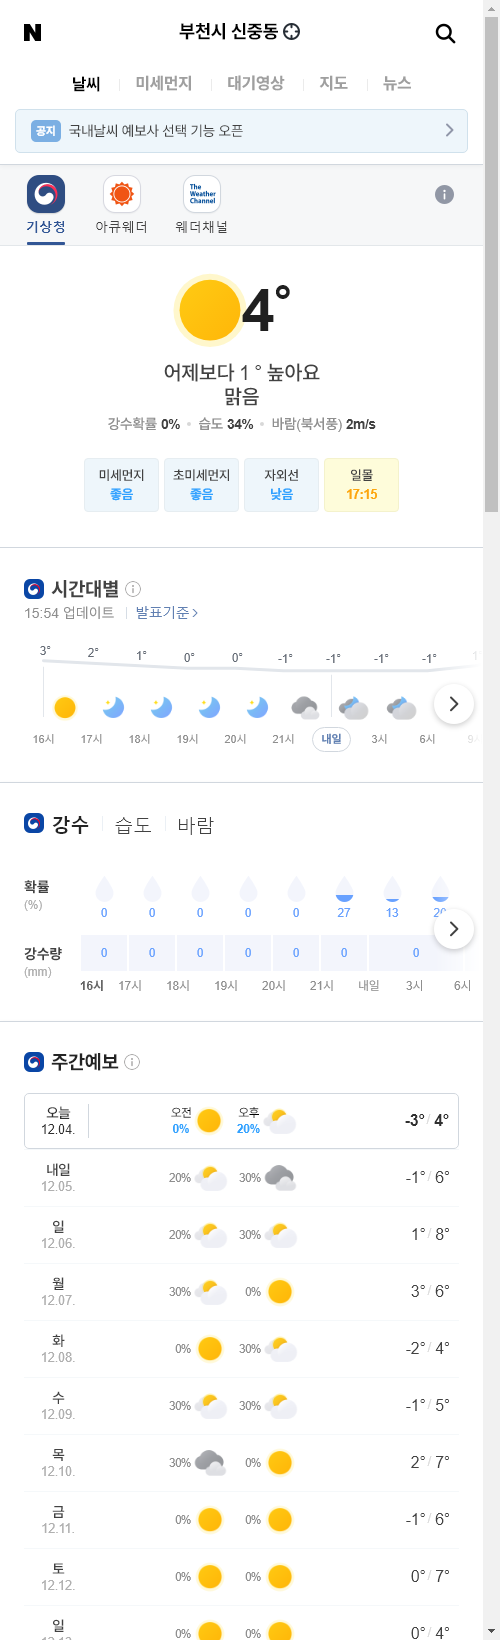 N
부천시 신중동
날씨 미세먼지 대기영상 지도 뉴스
공지 국내날씨 예보사 선택 기능 오픈
The Weather Channel
기상청 아큐웨더 웨더채널
4°
어제보다 1 ° 높아요
맑음
강수확률 0% 습도 34% 바람(북서풍) 2m/s
미세먼지 초미세먼지 자외선 일몰
좋음 좋음 낮음 17:15
시간대별
15:54 업데이트 발표기준
3° 2° 1° 0° 0° -1° -1° -1° -1°
16시 17시 18시 19시 20시 21시 내일 3시 6시
강수 습도 바람
확률
(%)
0 0 0 0 0 27 13
강수량
(mm)
0 0 0 0 0 0 0
16시 17시 18시 19시 20시 21시 내일 3시 6시
주간예보
오늘 오전 오후
12.04. 0% 20% -3° / 4°
내일
12.05. 20% 30% -1° / 6°
일
12.06. 20% 30% 1° / 8°
월
12.07. 30% 0% 3° / 6°
화
12.08. 0% 30% -2° / 4°
수
12.09. 30% 30% -1° / 5°
목
12.10. 30% 0% 2° / 7°
금
12.11. 0% 0% -1° / 6°
토
12.12. 0% 0% 0° / 7°
일
0% 0% 0° / 4°